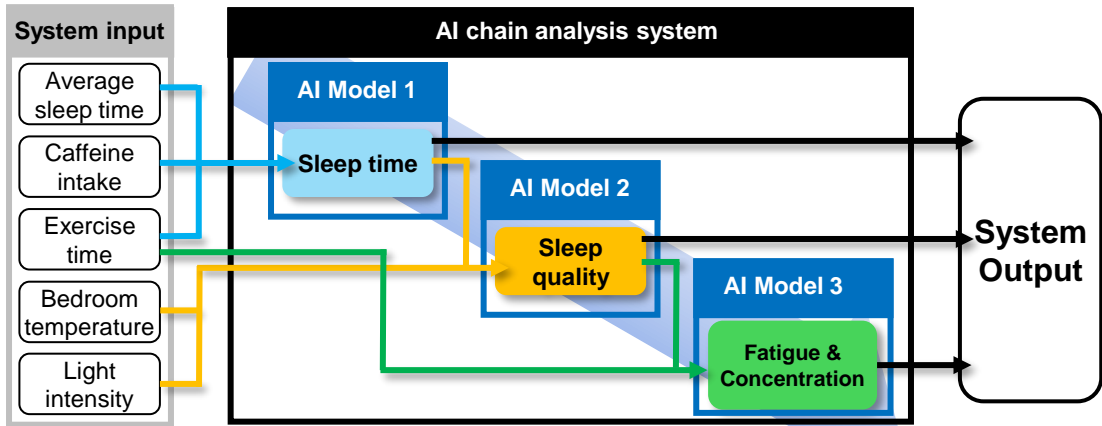 System input
Average
sleep time
Caffeine
intake
Exercise
time
Bedroom
temperature
Light
intensity
AI chain analysis system
AI Model 1
Sleep time
AI Model 2
Sleep
quality
AI Model 3
Fatigue &
Concentration
System
Output